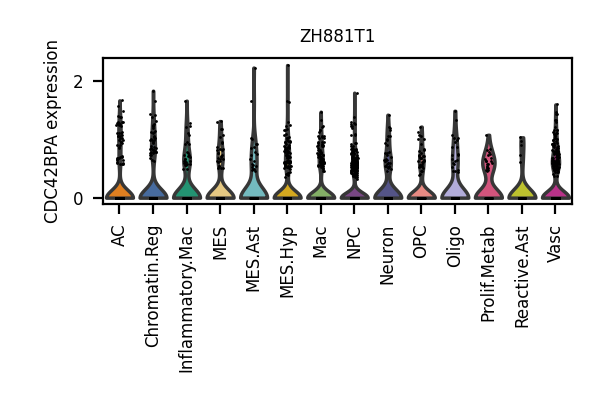 ZH881T1
CDC42BPA expression
2
0
AC
Chromatin.Reg
Inflammatory.Mac
MES
MES.Ast
MES.Hyp
Mac
NPC
Neuron
OPC
Oligo
Prolif.Metab
Reactive.Ast
Vasc